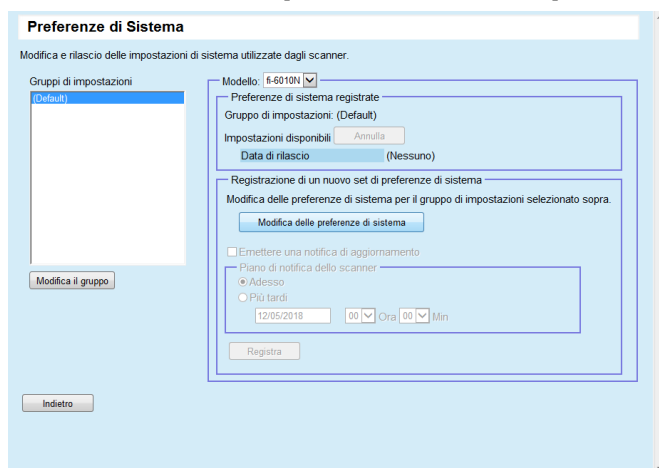 Preferenze di Sistema
Modifica e rilascio delle impostazioni di sistema utilizzate dagli scanner.
Gruppi di impostazioni
(Default)
Modifica il gruppo
Modello: fi-6010N
Preferenze di sistema registrate
Gruppo di impostazioni: (Default)
Impostazioni disponibili Annulla
Data di rilascio (Nessuno)
Registrazione di un nuovo set di preferenze di sistema
Modifica delle preferenze di sistema per il gruppo di impostazioni selezionato sopra.
Modifica delle preferenze di sistema
Emettere una notifica di aggiornamento
Piano di notifica dello scanner
Adesso
Più tardi
12/05/2018 00 Ora 00 Min
Registra
Indietro